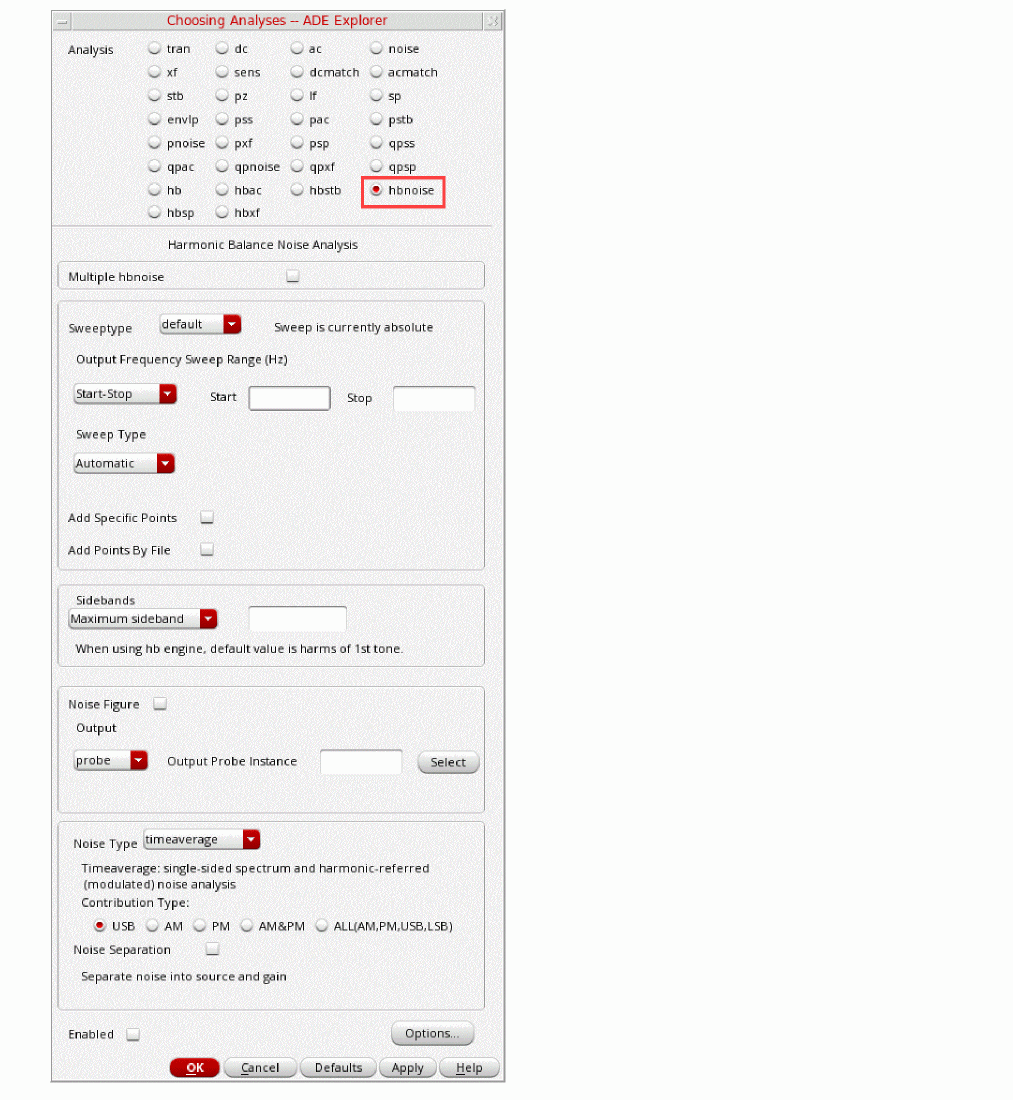 Choosing Analyses -- ADE Explorer
Analysis tran dc ac noise
xf sens dcmatch acmatch
stb pz lf sp
envlp pss pac pstb
pnoise pxf psp qpss
qpac qpnoise qpxf qpsp
hb hbac hbstb hbnoise
hbsp hbxf
Harmonic Balance Noise Analysis
Multiple hbnoise
Sweeptype default Sweep is currently absolute
Output Frequency Sweep Range (Hz)
Start-Stop Start Stop
Sweep Type
Automatic
Add Specific Points
Add Points By File
Sidebands
Maximum sideband
When using hb engine, default value is harms of 1st tone.
Noise Figure
Output
probe Output Probe Instance Select
Noise Type timeaverage
Timeaverage: single-sided spectrum and harmonic-referred
(modulated) noise analysis
Contribution Type:
USB AM PM AM&PM ALL(AM,PM,USB,LSB)
Noise Separation
Separate noise into source and gain
Enabled Options...
OK Cancel Defaults Apply Help